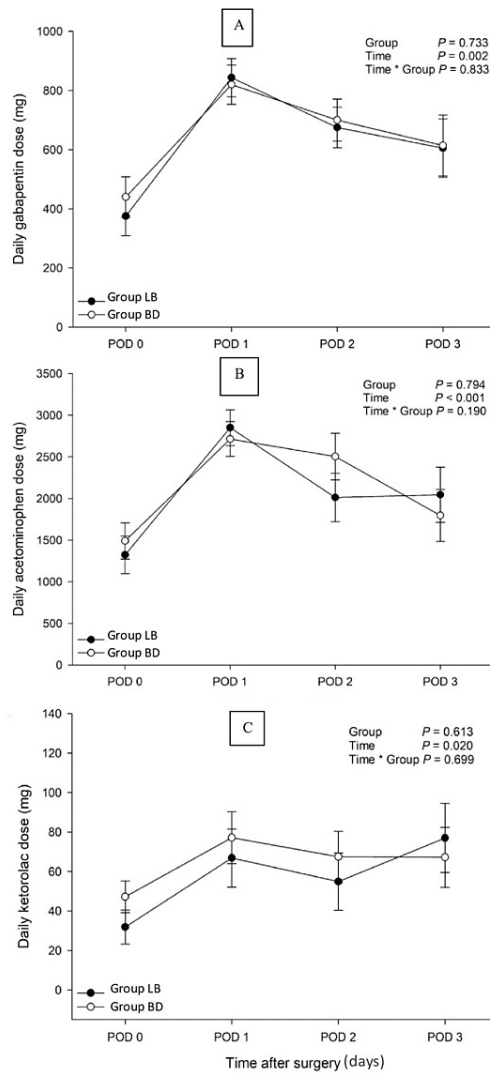 A
Group P = 0.733
Time P = 0.002
Time * Group P = 0.833
Daily gabapentin dose (mg)
1000
800
600
400
200
0
Group LB
Group BD
POD 0 POD 1 POD 2 POD 3
B
Group P = 0.794
Time P < 0.001
Time * Group P = 0.190
Daily acetominophen dose (mg)
3500
3000
2500
2000
1500
1000
500
0
Group LB
Group BD
POD 0 POD 1 POD 2 POD 3
C
Group P = 0.613
Time P = 0.020
Time * Group P = 0.699
Daily ketorolac dose (mg)
140
120
100
80
60
40
20
0
Group LB
Group BD
POD 0 POD 1 POD 2 POD 3
Time after surgery (days)